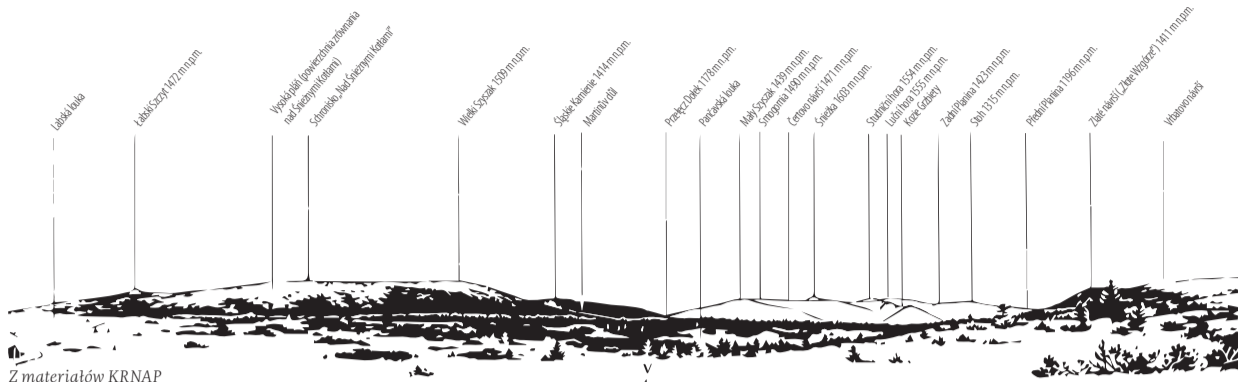 Labská louka
Łabski Szczyt 1472 m n.p.m.
Vysoká pláň (powierzchnia zrównania
nad Śnieżnymi Kotłami)
Schronisko „Nad Śnieżnymi Kotłami”
Wielki Szyszak 1509 m n.p.m.
Śląskie Kamienie 1414 m n.p.m.
Martinův důl
Przełęcz Dołek 1178 m n.p.m.
Pančavská louka
Mały Szyszak 1439 m n.p.m.
Smogornia 1490 m n.p.m.
Čertovo návrší 1471 m n.p.m.
Śnieżka 1603 m n.p.m.
Studniční hora 1554 m n.p.m.
Luční hora 1555 m n.p.m.
Kozie Grzbiety
Zadní Planina 1423 m n.p.m.
Stoh 1315 m n.p.m.
Přední Planina 1196 m n.p.m.
Zlaté návrší („Złote Wzgórze”) 1411 m n.p.m.
Vrbatovo návrší
V
Z materiałów KRNAP